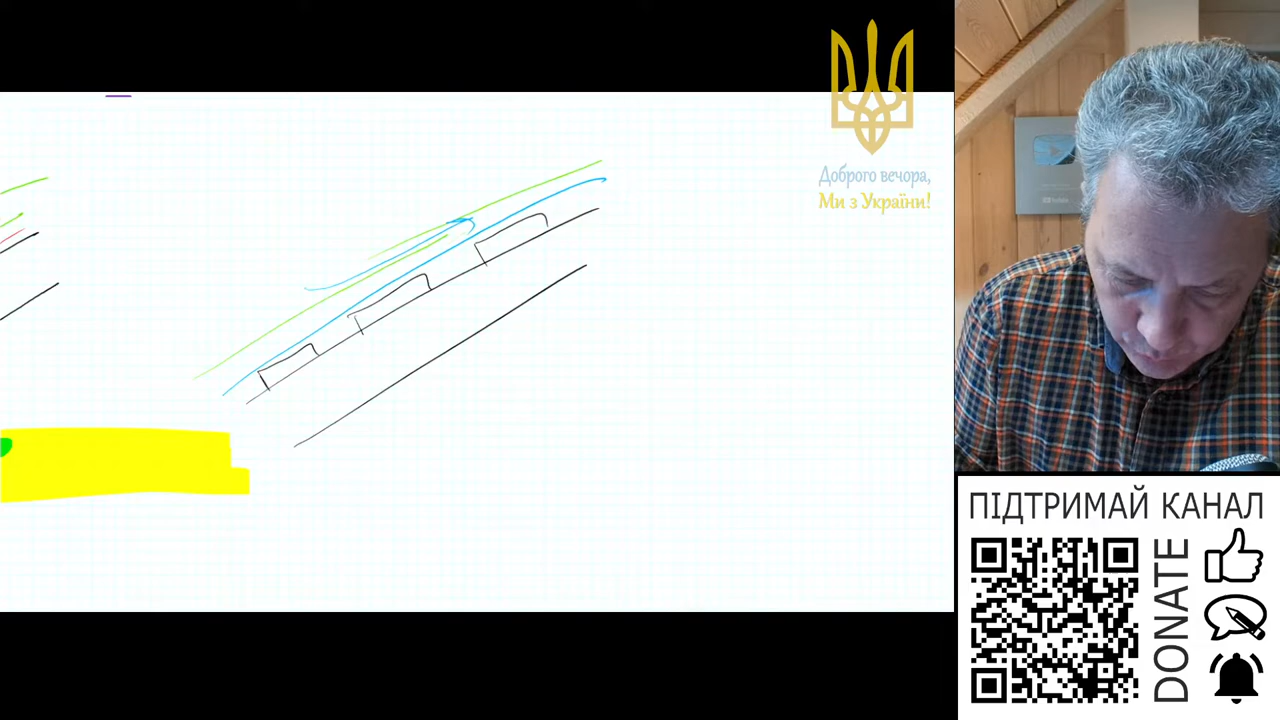 Доброго вечора,
Ми з України!
ПІДТРИМАЙ КАНАЛ
DONATE